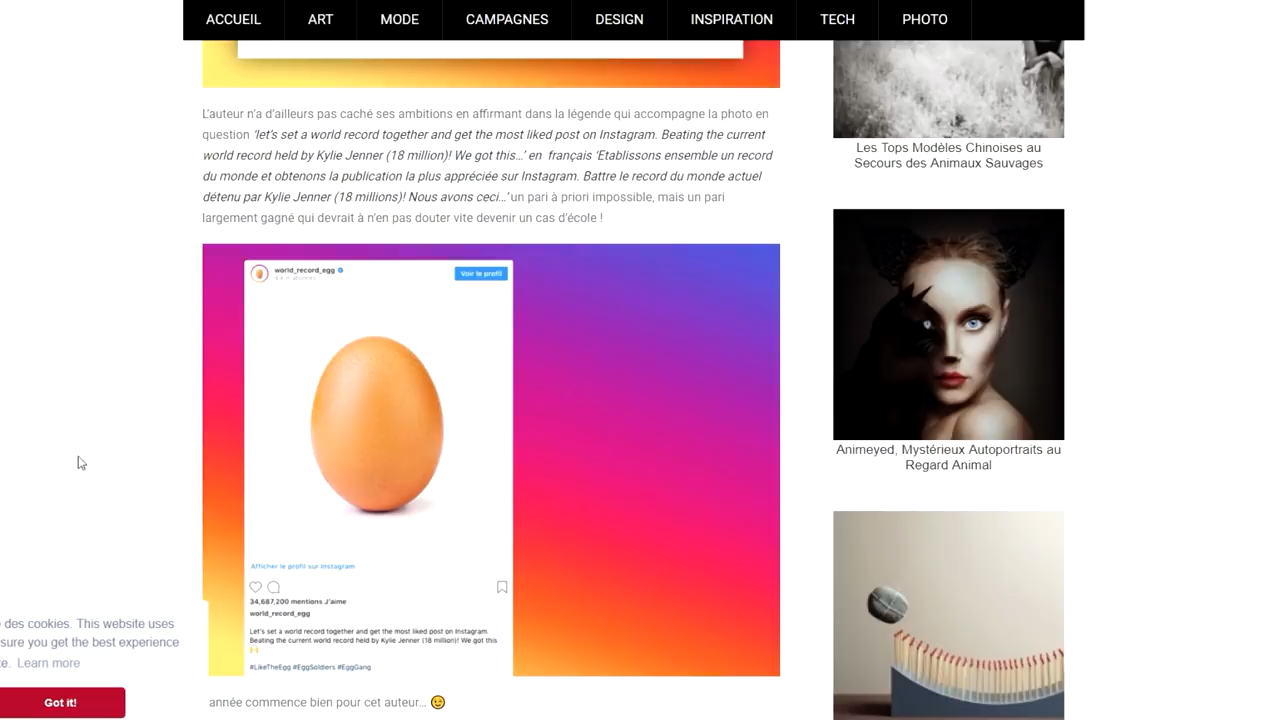 ACCUEIL ART MODE CAMPAGNES DESIGN INSPIRATION TECH PHOTO
L'auteur n'a d'ailleurs pas caché ses ambitions en affirmant dans la légende qui accompagne la photo en
question 'let's set a world record together and get the most liked post on Instagram. Beating the current
world record held by Kylie Jenner (18 million)! We got this...' en français 'Etablissons ensemble un record
du monde et obtenons la publication la plus appréciée sur Instagram. Battre le record du monde actuel
détenu par Kylie Jenner (18 millions)! Nous avons ceci...' un pari à priori impossible, mais un pari
largement gagné qui devrait à n'en pas douter vite devenir un cas d'école !
world_record_egg
Voir le profil
Afficher le profil sur Instagram
34,687,200 mentions J'aime
world_record_egg
Let's set a world record together and get the most liked post on Instagram.
Beating the current world record held by Kylie Jenner (18 million)! We got this
🙌
#LikeTheEgg #EggSoldiers #EggGang
année commence bien pour cet auteur... 😉
Les Tops Modèles Chinoises au
Secours des Animaux Sauvages
Animeyed, Mystérieux Autoportraits au
Regard Animal
des cookies. This website uses
sure you get the best experience
Learn more
Got it!